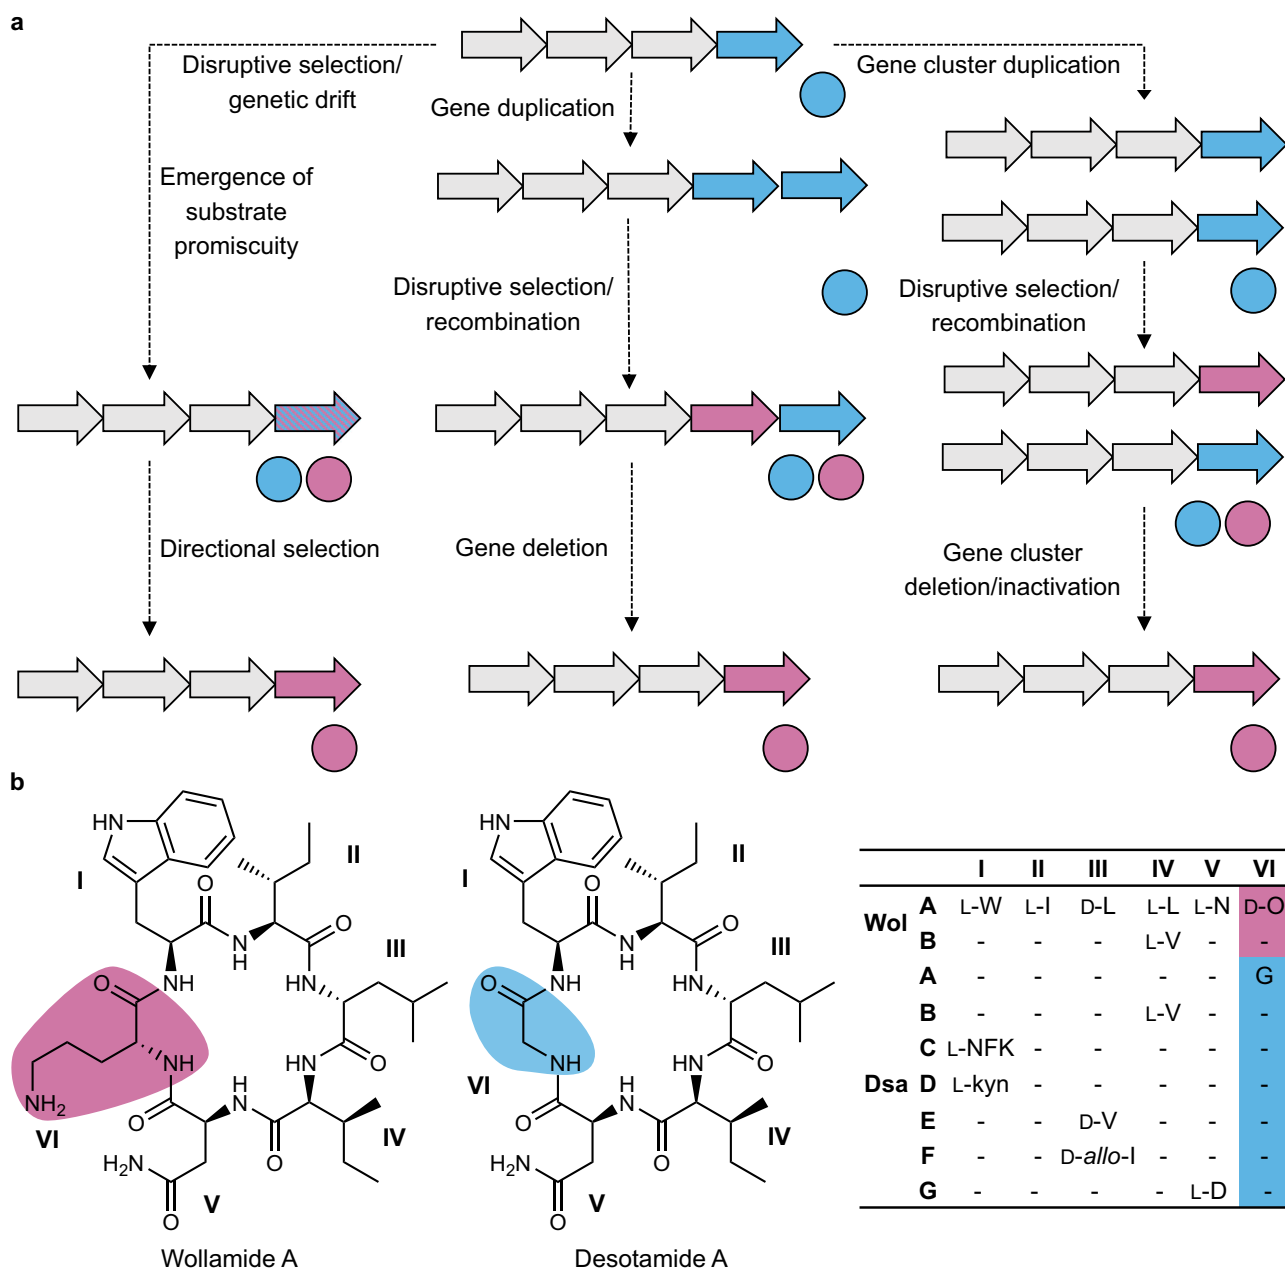 a
Disruptive selection/
genetic drift
Gene duplication
Gene cluster duplication
Emergence of
substrate
promiscuity
Disruptive selection/
recombination
Disruptive selection/
recombination
Directional selection
Gene deletion
Gene cluster
deletion/inactivation
b
HN
I
II
O
N
H
O
III
HN
O
NH
O
NH
NH2
VI
O
NH
HN
O
IV
H2N
O
V
Wollamide A
HN
I
II
O
N
H
O
III
HN
O
NH
O
NH
VI
O
NH
HN
O
IV
H2N
O
V
Desotamide A
I II III IV V VI
Wol A L-W L-I D-L L-L L-N D-O
B - - - L-V - -
Dsa A - - - - - G
B - - - L-V - -
C L-NFK - - - - -
D L-kyn - - - - -
E - - D-V - - -
F - - D-allo-I - - -
G - - - - L-D -